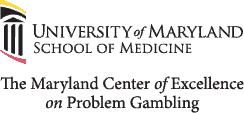 UNIVERSITY of MARYLAND
SCHOOL OF MEDICINE
The Maryland Center of Excellence
on Problem Gambling